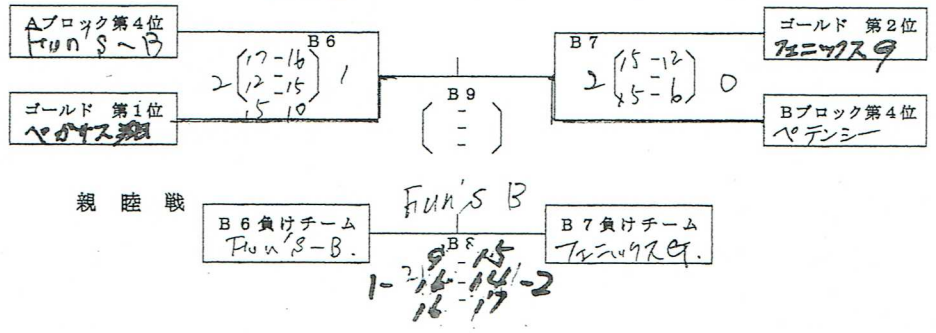 Aブロック第4位
Fun's～B
B6
2 17-16 1
12-15
15 10
ゴールド 第1位
ペガサス
B9
B7
2 15-12 0
15-6
ゴールド 第2位
フェニックスG
Bブロック第4位
ペテンシー
親睦戦
Fun's B
B6負けチーム
Fun's-B.
B8
9-15
1- 16-14 -2
16-17
B7負けチーム
フェニックスG.